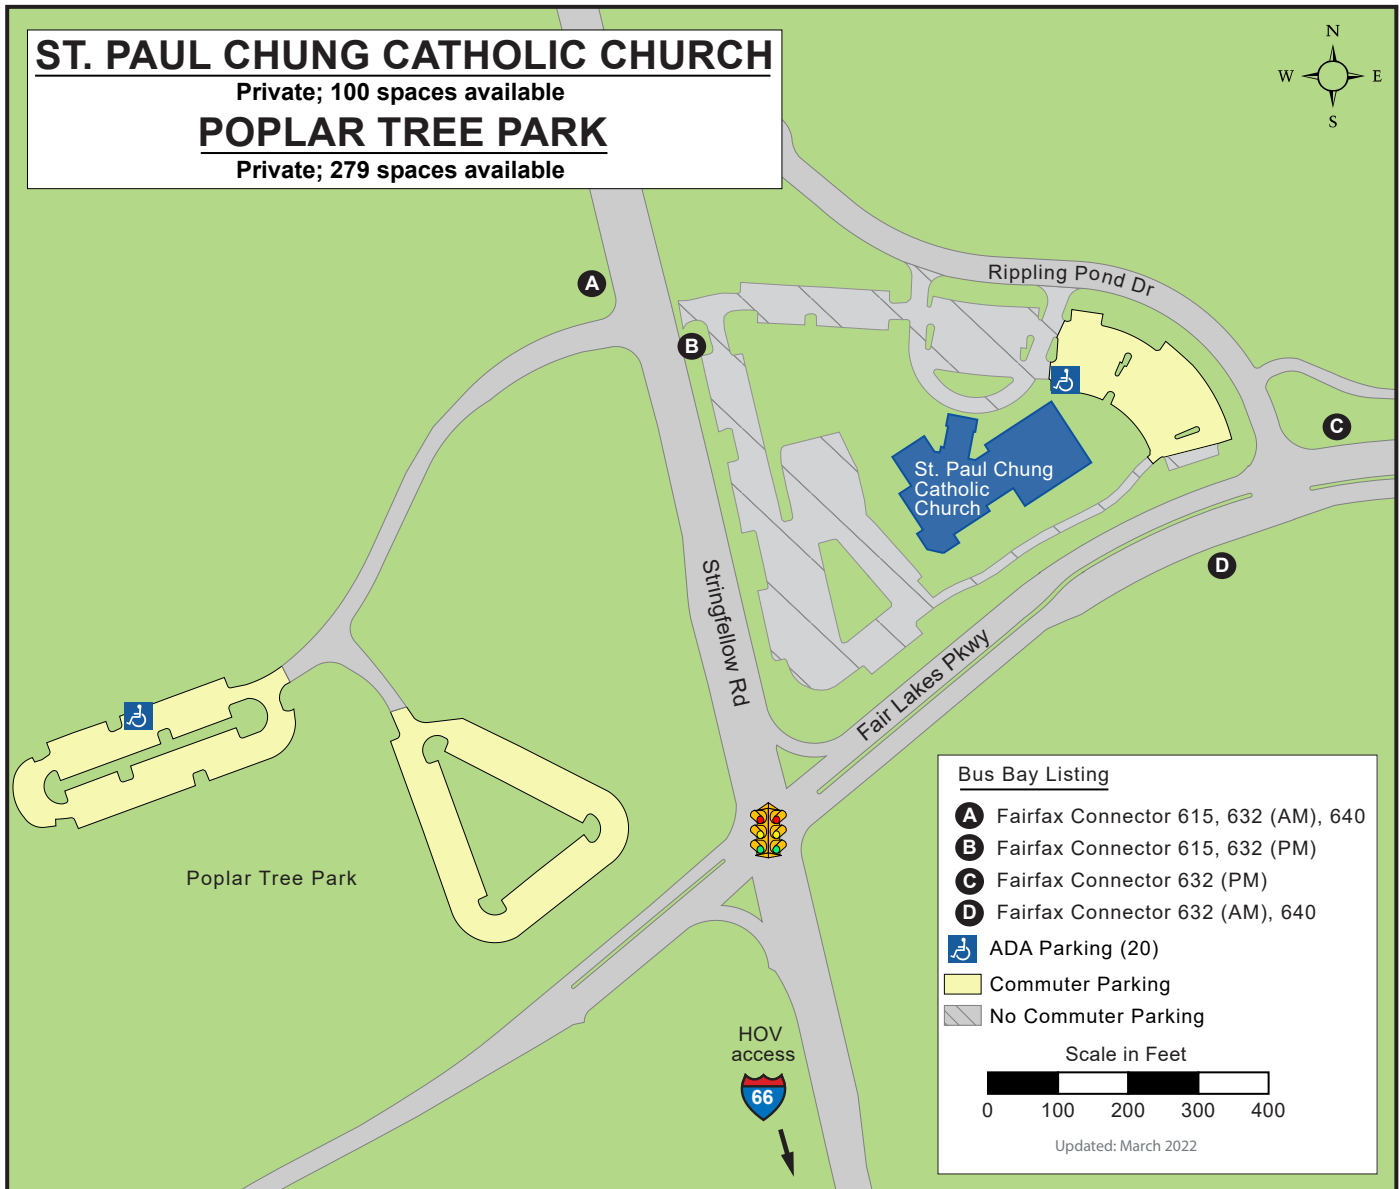 ST. PAUL CHUNG CATHOLIC CHURCH
Private; 100 spaces available
POPLAR TREE PARK
Private; 279 spaces available
N
W E
S
A
Rippling Pond Dr
B
C
St. Paul Chung
Catholic
Church
D
Stringfellow Rd
Fair Lakes Pkwy
Poplar Tree Park
HOV
access
66
Bus Bay Listing
A Fairfax Connector 615, 632 (AM), 640
B Fairfax Connector 615, 632 (PM)
C Fairfax Connector 632 (PM)
D Fairfax Connector 632 (AM), 640
ADA Parking (20)
Commuter Parking
No Commuter Parking
Scale in Feet
0 100 200 300 400
Updated: March 2022